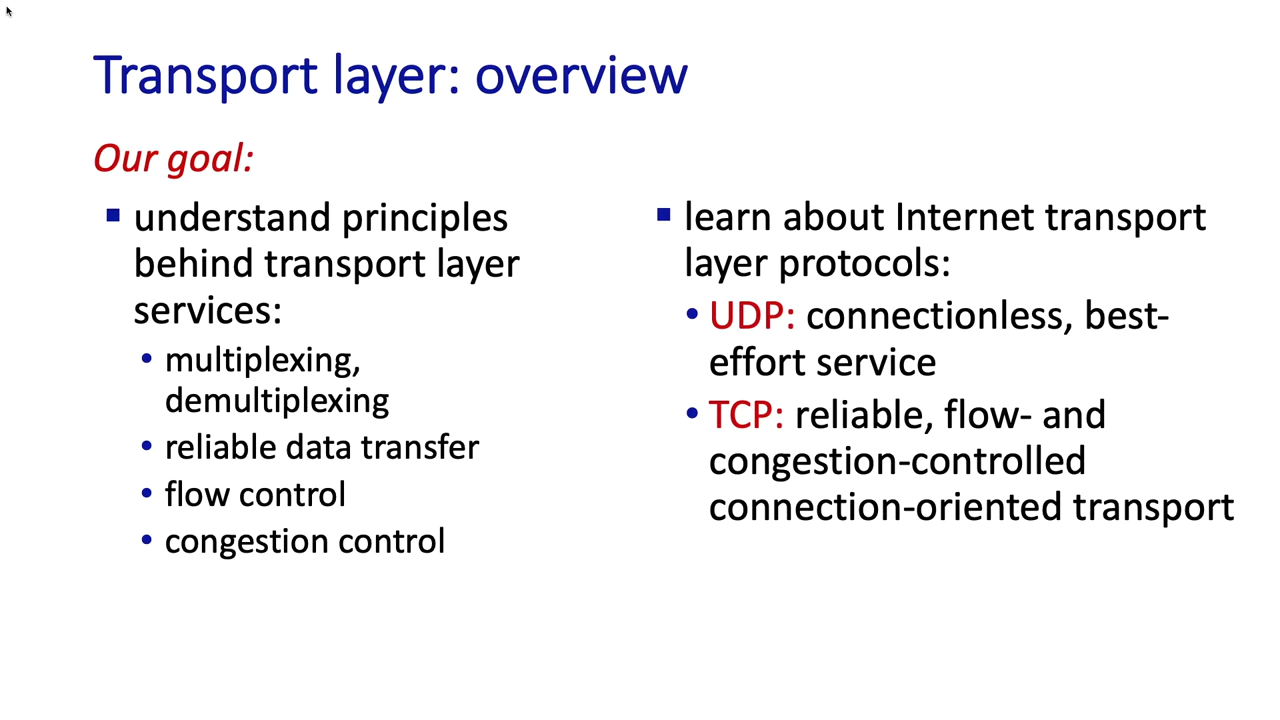 Transport layer: overview
Our goal:
▪ understand principles
behind transport layer
services:
• multiplexing,
demultiplexing
• reliable data transfer
• flow control
• congestion control
▪ learn about Internet transport
layer protocols:
• UDP: connectionless, best-
effort service
• TCP: reliable, flow- and
congestion-controlled
connection-oriented transport